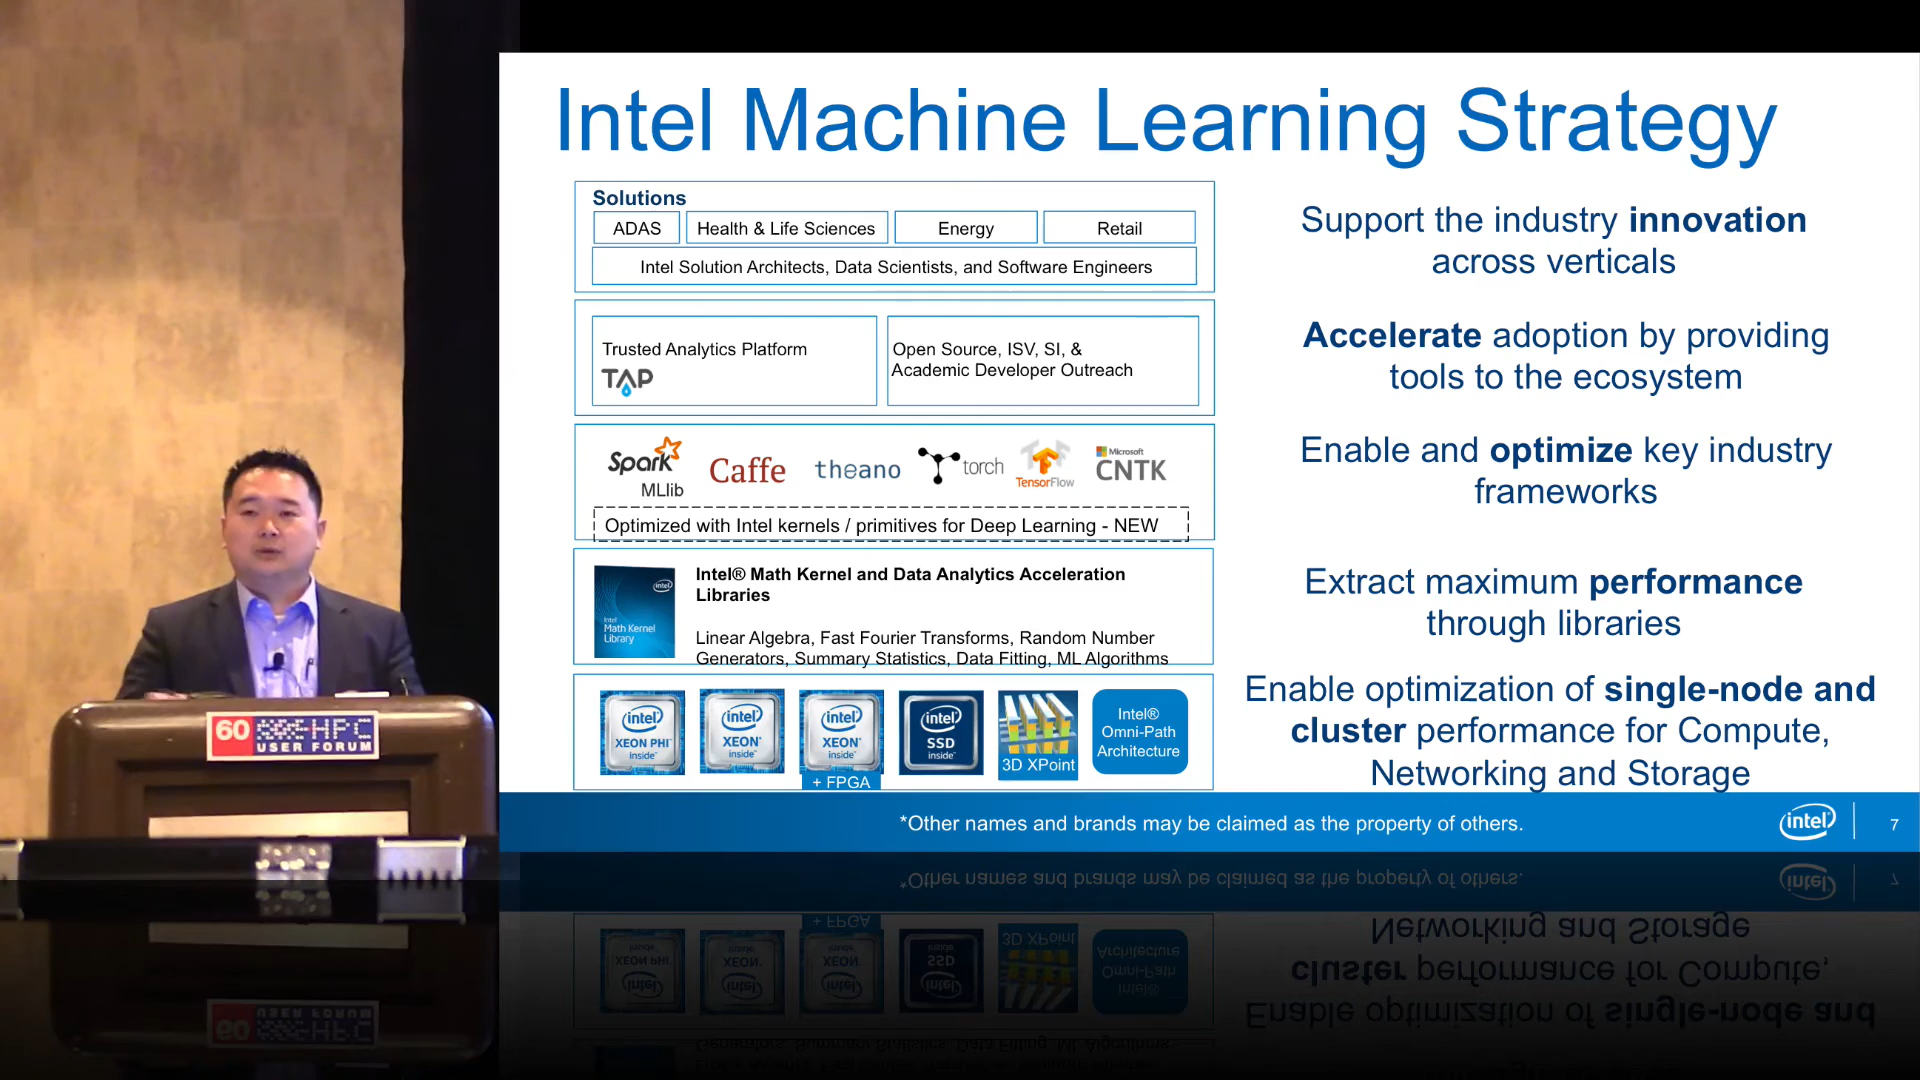 Intel Machine Learning Strategy
Solutions
ADAS
Health & Life Sciences
Energy
Retail
Intel Solution Architects, Data Scientists, and Software Engineers
Support the industry innovation
across verticals
Trusted Analytics Platform
TAP
Open Source, ISV, SI, &
Academic Developer Outreach
Accelerate adoption by providing
tools to the ecosystem
Spark
MLlib
Caffe
theano
torch
TensorFlow
Microsoft
CNTK
Optimized with Intel kernels / primitives for Deep Learning - NEW
Enable and optimize key industry
frameworks
intel
Intel
Math Kernel
Library
Intel® Math Kernel and Data Analytics Acceleration
Libraries
Linear Algebra, Fast Fourier Transforms, Random Number
Generators, Summary Statistics, Data Fitting, ML Algorithms
Extract maximum performance
through libraries
intel
XEON PHI™
inside™
intel
XEON®
inside™
intel
XEON®
inside™
+ FPGA
intel
SSD
inside™
3D XPoint
Intel®
Omni-Path
Architecture
Enable optimization of single-node and
cluster performance for Compute,
Networking and Storage
*Other names and brands may be claimed as the property of others.
intel
7
60
HPC
USER FORUM